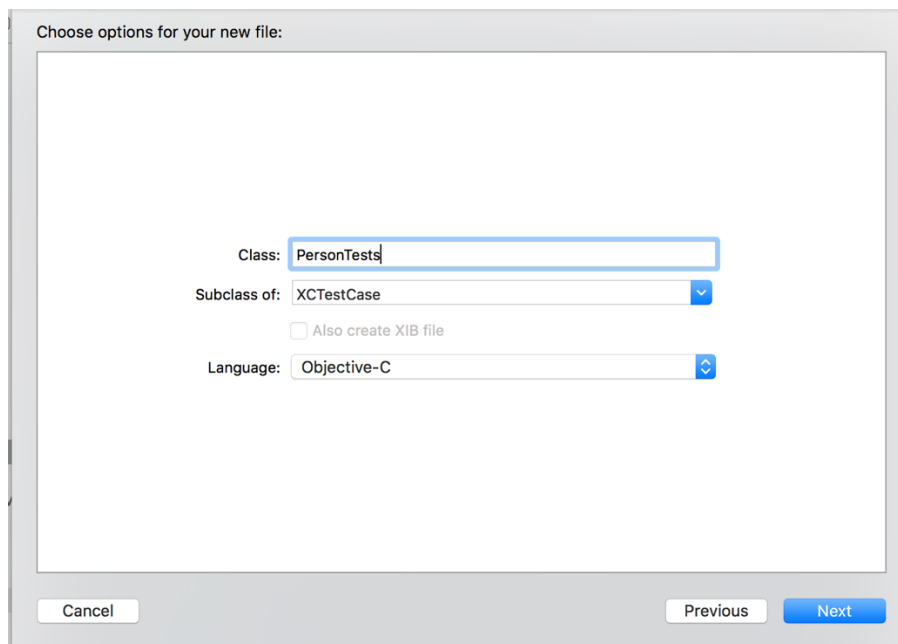 Choose options for your new file:
Class: PersonTests
Subclass of: XCTestCase
Also create XIB file
Language: Objective-C
Cancel Previous Next